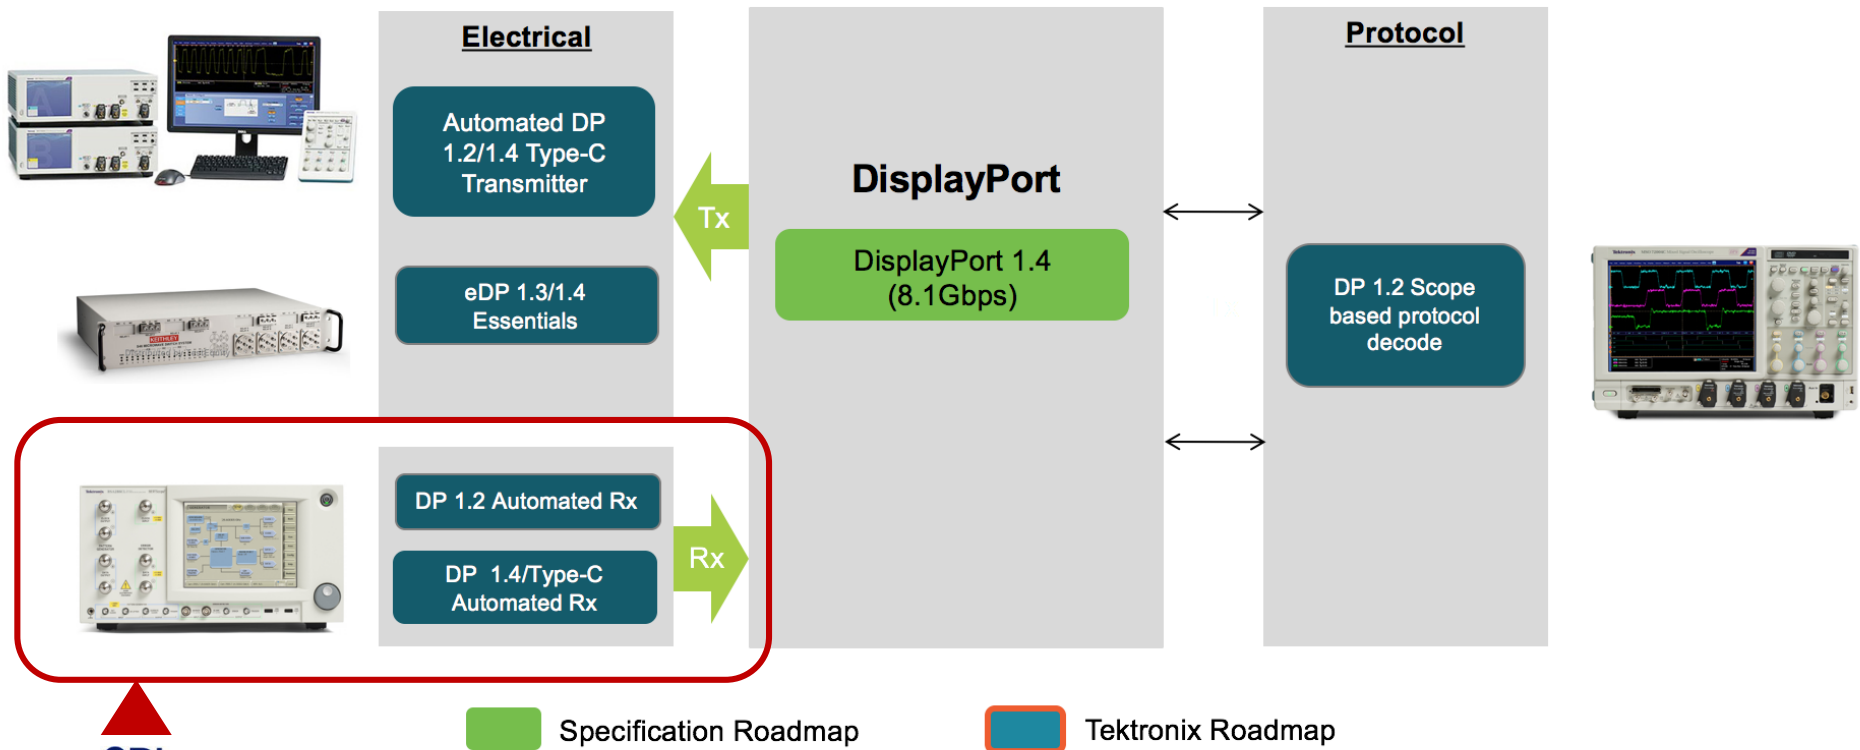 Electrical
Protocol
Automated DP
1.2/1.4 Type-C
Transmitter
DisplayPort
Tx
DisplayPort 1.4
(8.1Gbps)
eDP 1.3/1.4
Essentials
DP 1.2 Scope
based protocol
decode
KEITHLEY
Tektronix
DP 1.2 Automated Rx
Rx
DP 1.4/Type-C
Automated Rx
Specification Roadmap
Tektronix Roadmap